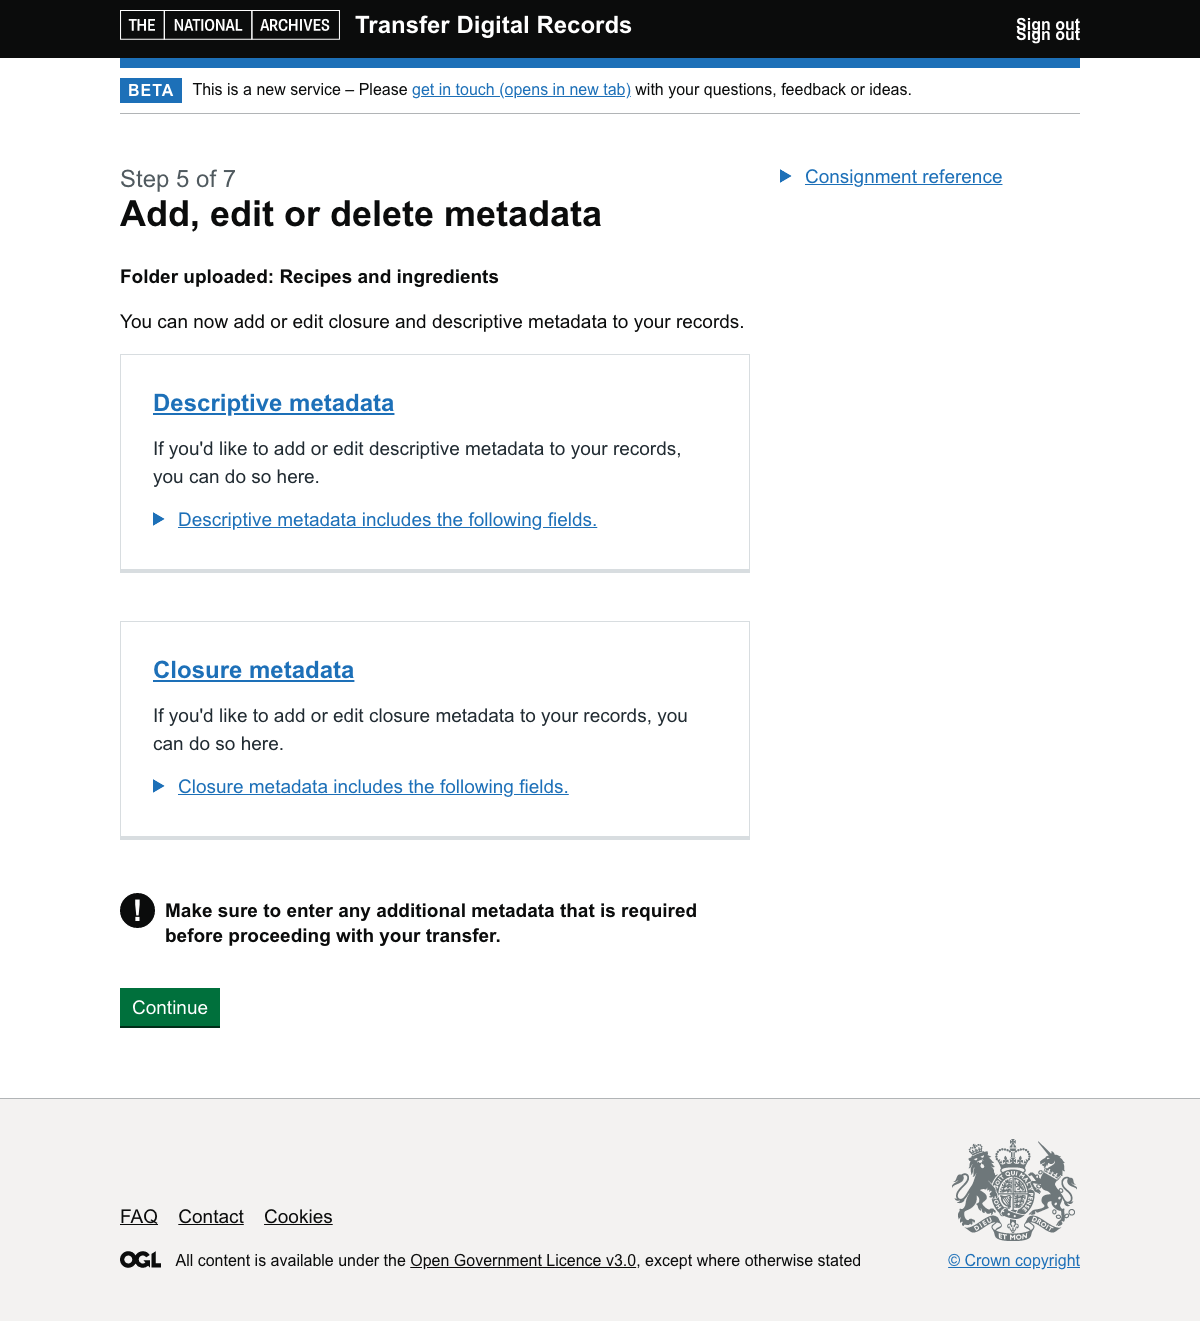 THE NATIONAL ARCHIVES Transfer Digital Records
Sign out
Sign out
BETA This is a new service – Please get in touch (opens in new tab) with your questions, feedback or ideas.
Step 5 of 7
Add, edit or delete metadata
Consignment reference
Folder uploaded: Recipes and ingredients
You can now add or edit closure and descriptive metadata to your records.
Descriptive metadata
If you'd like to add or edit descriptive metadata to your records,
you can do so here.
Descriptive metadata includes the following fields.
Closure metadata
If you'd like to add or edit closure metadata to your records, you
can do so here.
Closure metadata includes the following fields.
! Make sure to enter any additional metadata that is required
before proceeding with your transfer.
Continue
DIEU ET MON DROIT
FAQ Contact Cookies
OGL All content is available under the Open Government Licence v3.0, except where otherwise stated
© Crown copyright